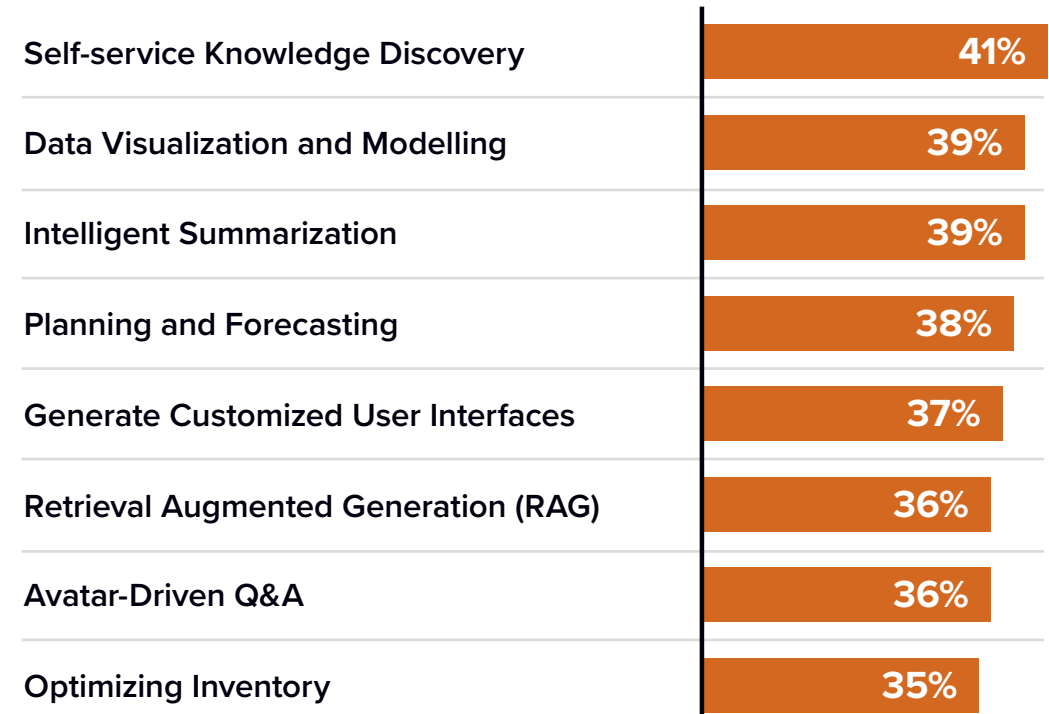 Self-service Knowledge Discovery 41%
Data Visualization and Modelling 39%
Intelligent Summarization 39%
Planning and Forecasting 38%
Generate Customized User Interfaces 37%
Retrieval Augmented Generation (RAG) 36%
Avatar-Driven Q&A 36%
Optimizing Inventory 35%